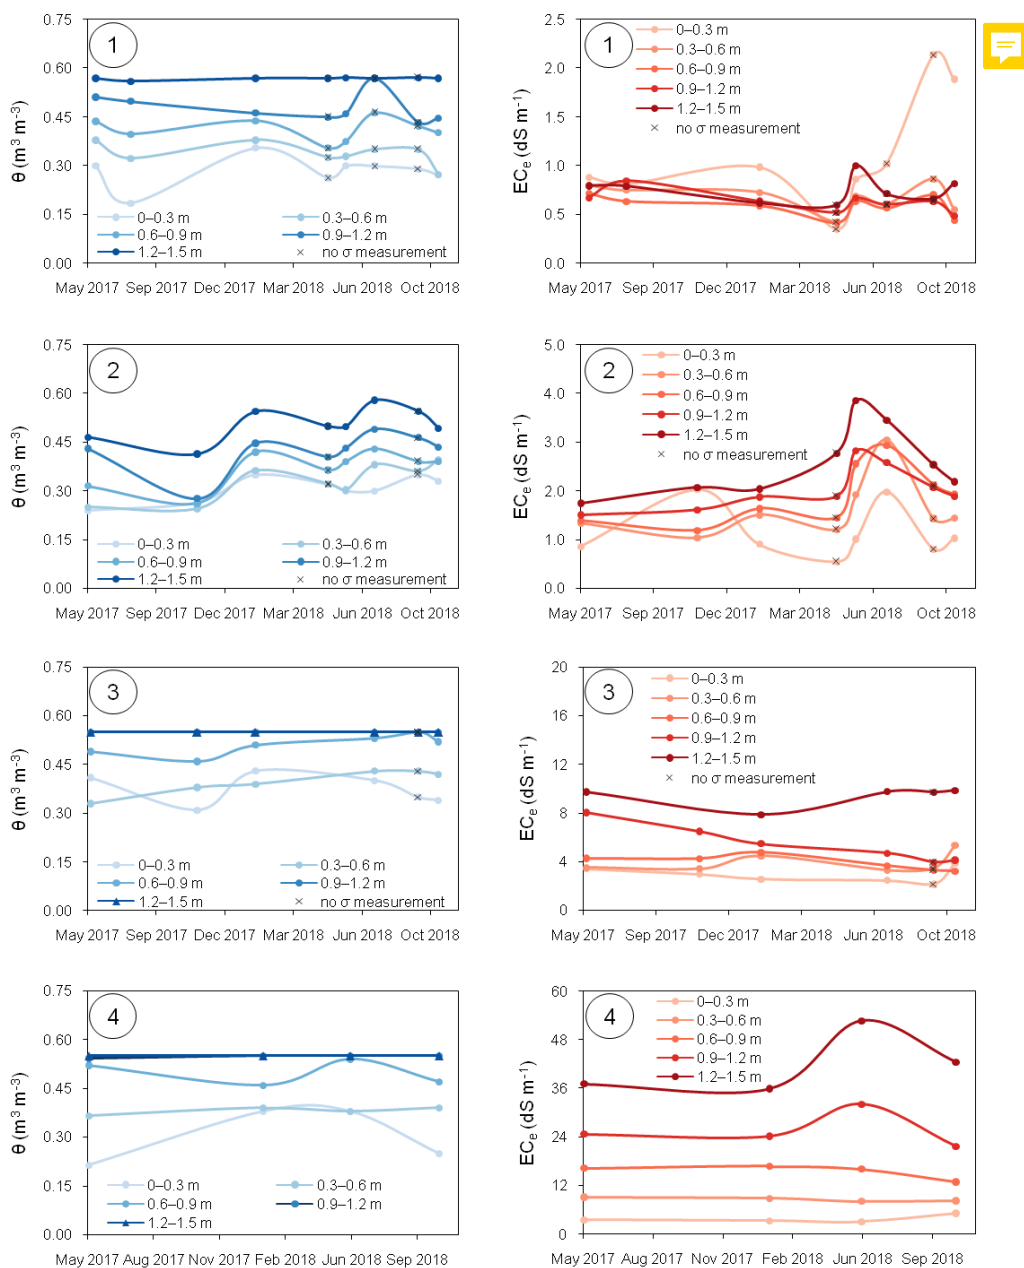 0.75
0.60
0.45
0.30
0.15
0.00
θ (m³ m⁻³)
1
0–0.3 m
0.3–0.6 m
0.6–0.9 m
0.9–1.2 m
1.2–1.5 m
no σ measurement
May 2017 Sep 2017 Dec 2017 Mar 2018 Jun 2018 Oct 2018
2.5
2.0
1.5
1.0
0.5
0.0
ECe (dS m⁻¹)
1
0–0.3 m
0.3–0.6 m
0.6–0.9 m
0.9–1.2 m
1.2–1.5 m
no σ measurement
May 2017 Sep 2017 Dec 2017 Mar 2018 Jun 2018 Oct 2018
0.75
0.60
0.45
0.30
0.15
0.00
θ (m³ m⁻³)
2
0–0.3 m
0.3–0.6 m
0.6–0.9 m
0.9–1.2 m
1.2–1.5 m
no σ measurement
May 2017 Sep 2017 Dec 2017 Mar 2018 Jun 2018 Oct 2018
5.0
4.0
3.0
2.0
1.0
0.0
ECe (dS m⁻¹)
2
0–0.3 m
0.3–0.6 m
0.6–0.9 m
0.9–1.2 m
1.2–1.5 m
no σ measurement
May 2017 Sep 2017 Dec 2017 Mar 2018 Jun 2018 Oct 2018
0.75
0.60
0.45
0.30
0.15
0.00
θ (m³ m⁻³)
3
0–0.3 m
0.3–0.6 m
0.6–0.9 m
0.9–1.2 m
1.2–1.5 m
no σ measurement
May 2017 Sep 2017 Dec 2017 Mar 2018 Jun 2018 Oct 2018
20
16
12
8
4
0
ECe (dS m⁻¹)
3
0–0.3 m
0.3–0.6 m
0.6–0.9 m
0.9–1.2 m
1.2–1.5 m
no σ measurement
May 2017 Sep 2017 Dec 2017 Mar 2018 Jun 2018 Oct 2018
0.75
0.60
0.45
0.30
0.15
0.00
θ (m³ m⁻³)
4
0–0.3 m
0.3–0.6 m
0.6–0.9 m
0.9–1.2 m
1.2–1.5 m
May 2017 Aug 2017 Nov 2017 Feb 2018 Jun 2018 Sep 2018
60
48
36
24
12
0
ECe (dS m⁻¹)
4
0–0.3 m
0.3–0.6 m
0.6–0.9 m
0.9–1.2 m
1.2–1.5 m
May 2017 Aug 2017 Nov 2017 Feb 2018 Jun 2018 Sep 2018